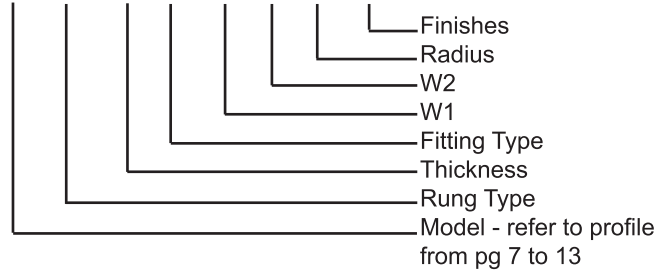 Finishes
Radius
W2
W1
Fitting Type
Thickness
Rung Type
Model - refer to profile
from pg 7 to 13